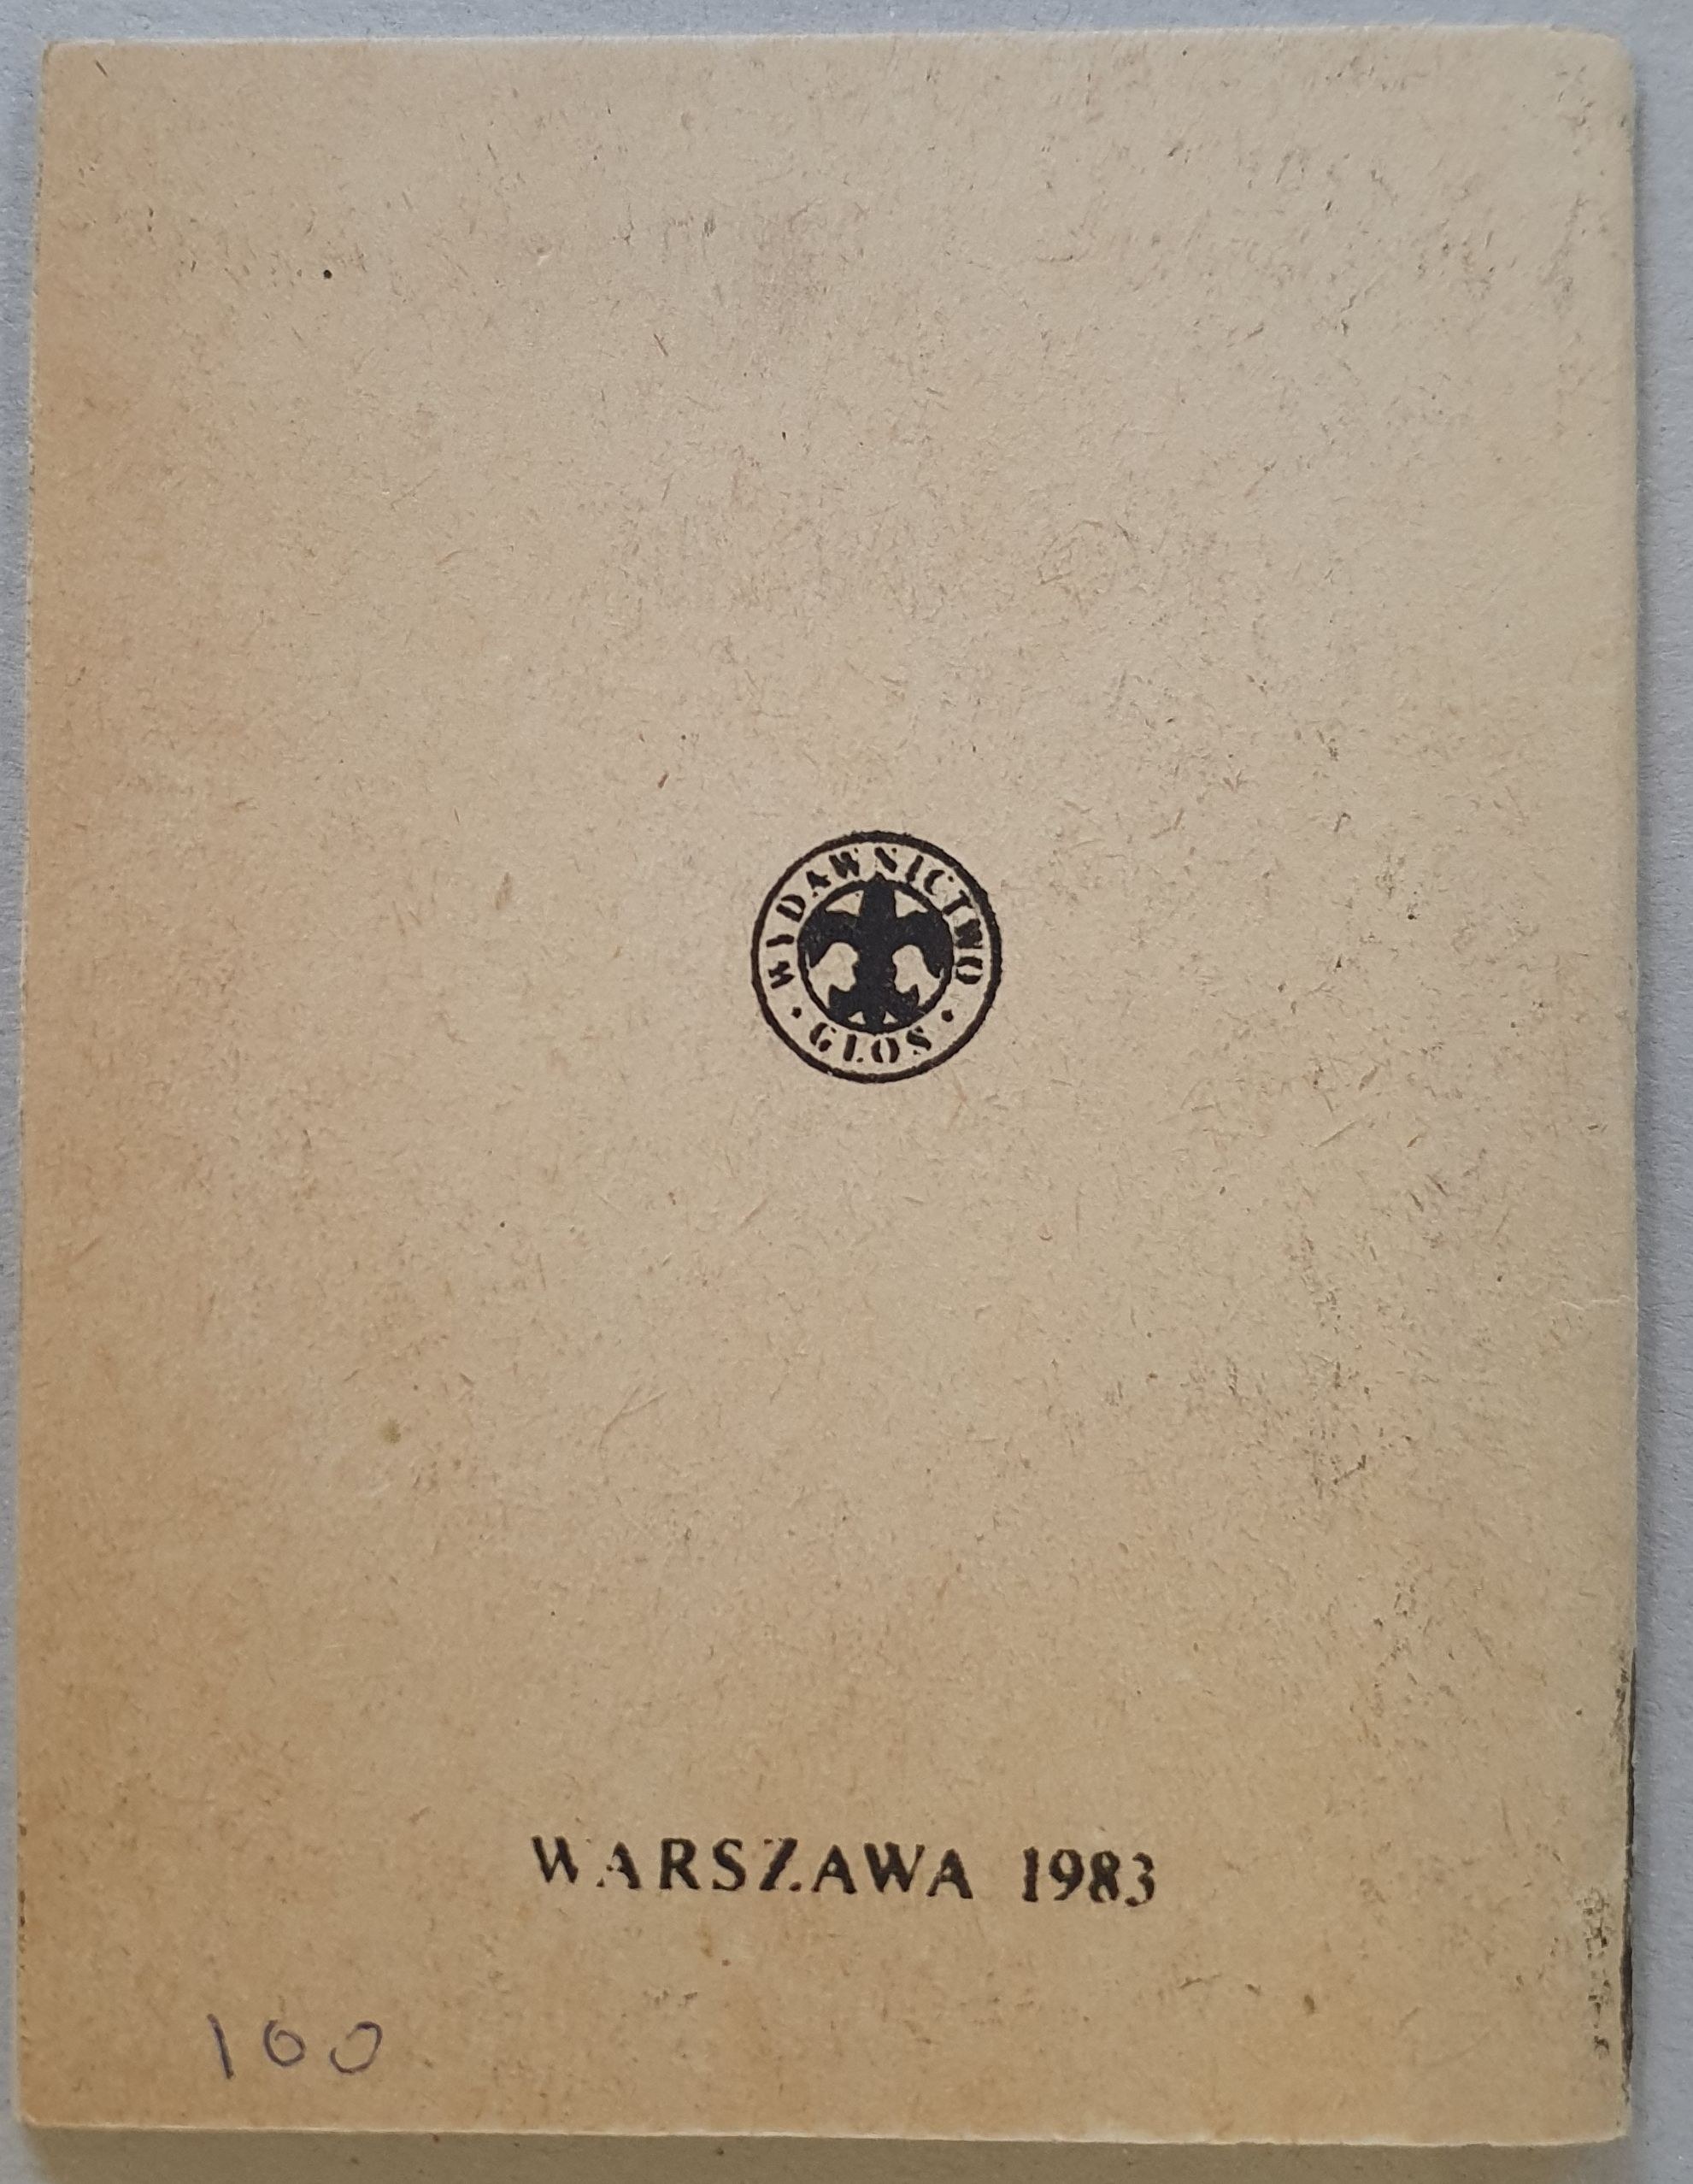 WYDAWNICTWO
• GŁOS •
WARSZAWA 1983
100